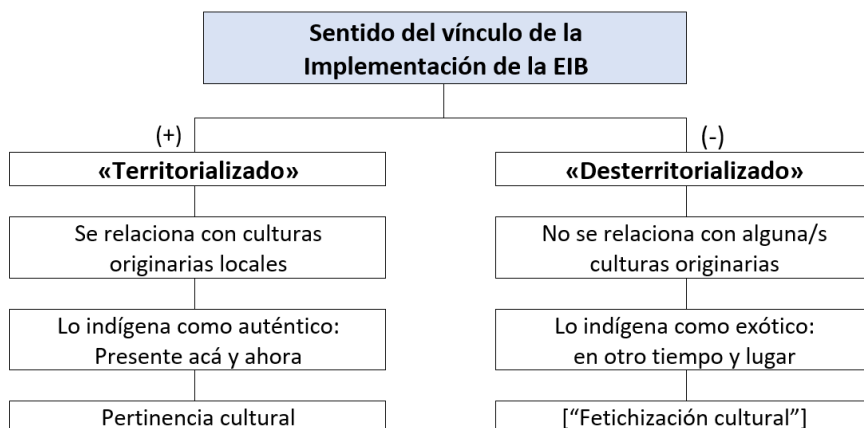 Sentido del vínculo de la
Implementación de la EIB
(+)
(-)
«Territorializado»
«Desterritorializado»
Se relaciona con culturas
originarias locales
No se relaciona con alguna/s
culturas originarias
Lo indígena como auténtico:
Presente acá y ahora
Lo indígena como exótico:
en otro tiempo y lugar
Pertinencia cultural
[“Fetichización cultural”]